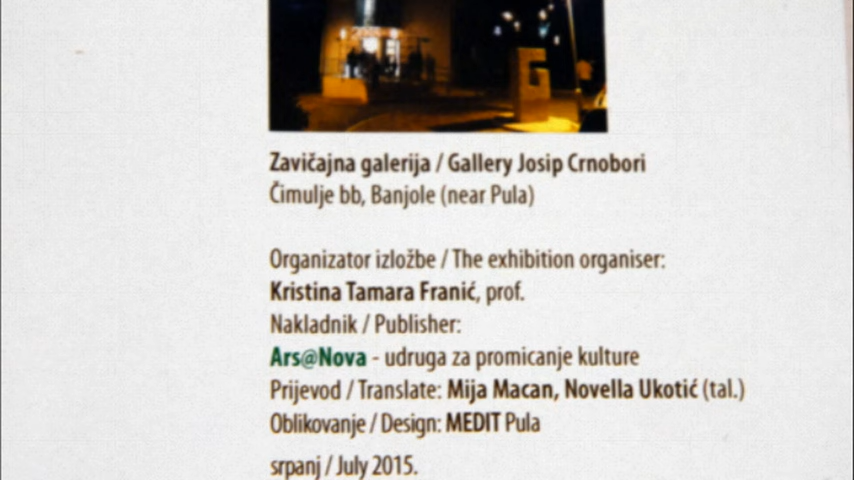 G
Zavičajna galerija / Gallery Josip Crnobori
Čimulje bb, Banjole (near Pula)
Organizator izložbe / The exhibition organiser:
Kristina Tamara Franić, prof.
Nakladnik / Publisher:
Ars@Nova - udruga za promicanje kulture
Prijevod / Translate: Mija Macan, Novella Ukotić (tal.)
Oblikovanje / Design: MEDIT Pula
srpanj / July 2015.